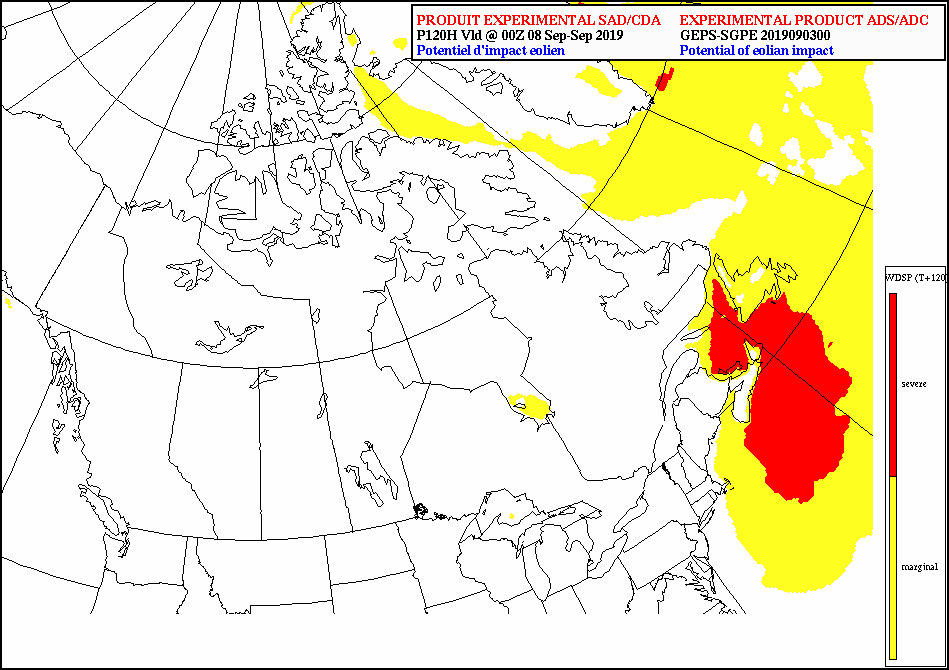 PRODUIT EXPERIMENTAL SAD/CDA EXPERIMENTAL PRODUCT ADS/ADC
P120H Vld @ 00Z 08 Sep-Sep 2019 GEPS-SGPE 2019090300
Potentiel d'impact eolien Potential of eolian impact
WDSP (T+120
severe
marginal